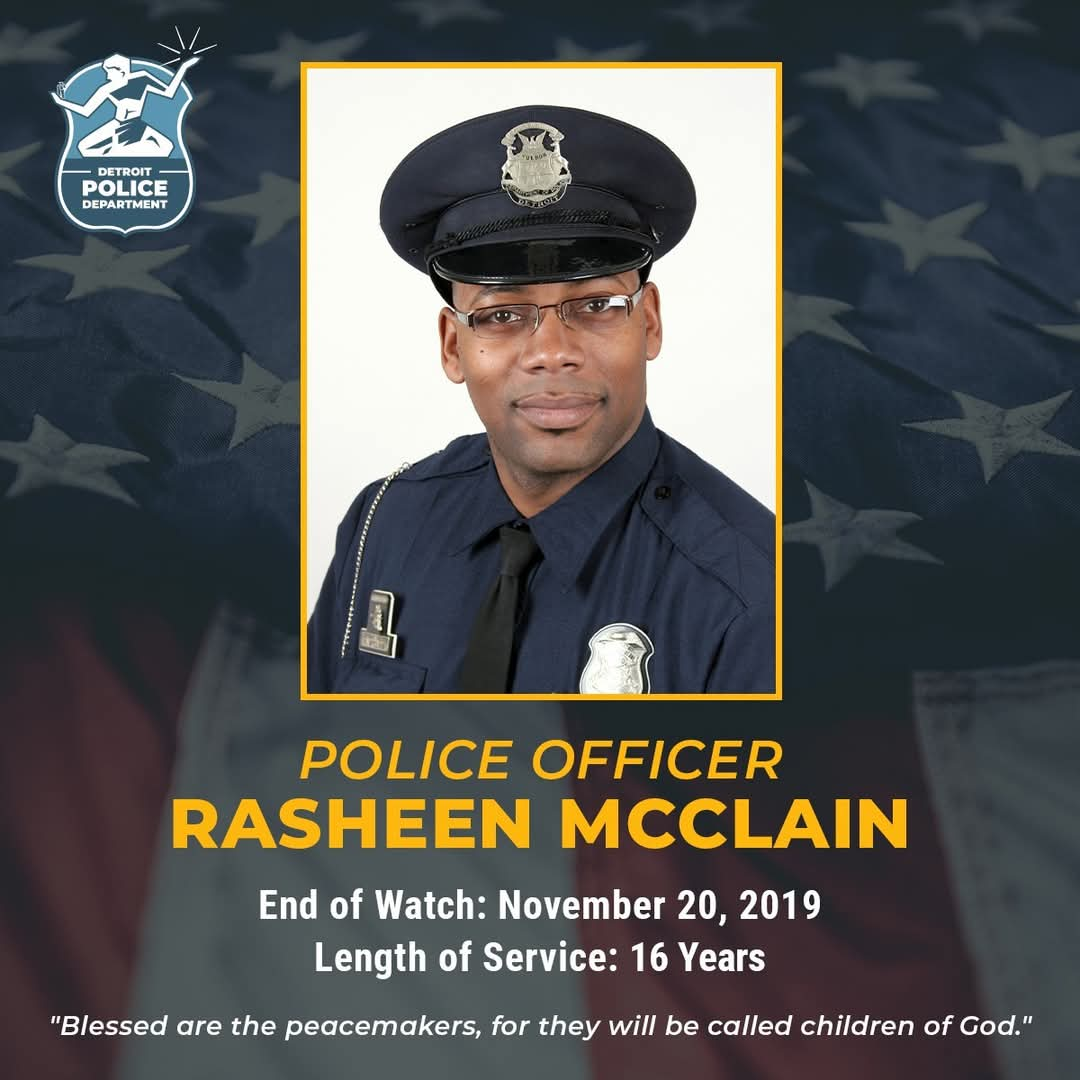 DETROIT
POLICE
DEPARTMENT
DETROIT
POLICE OFFICER
RASHEEN MCCLAIN
End of Watch: November 20, 2019
Length of Service: 16 Years
"Blessed are the peacemakers, for they will be called children of God."